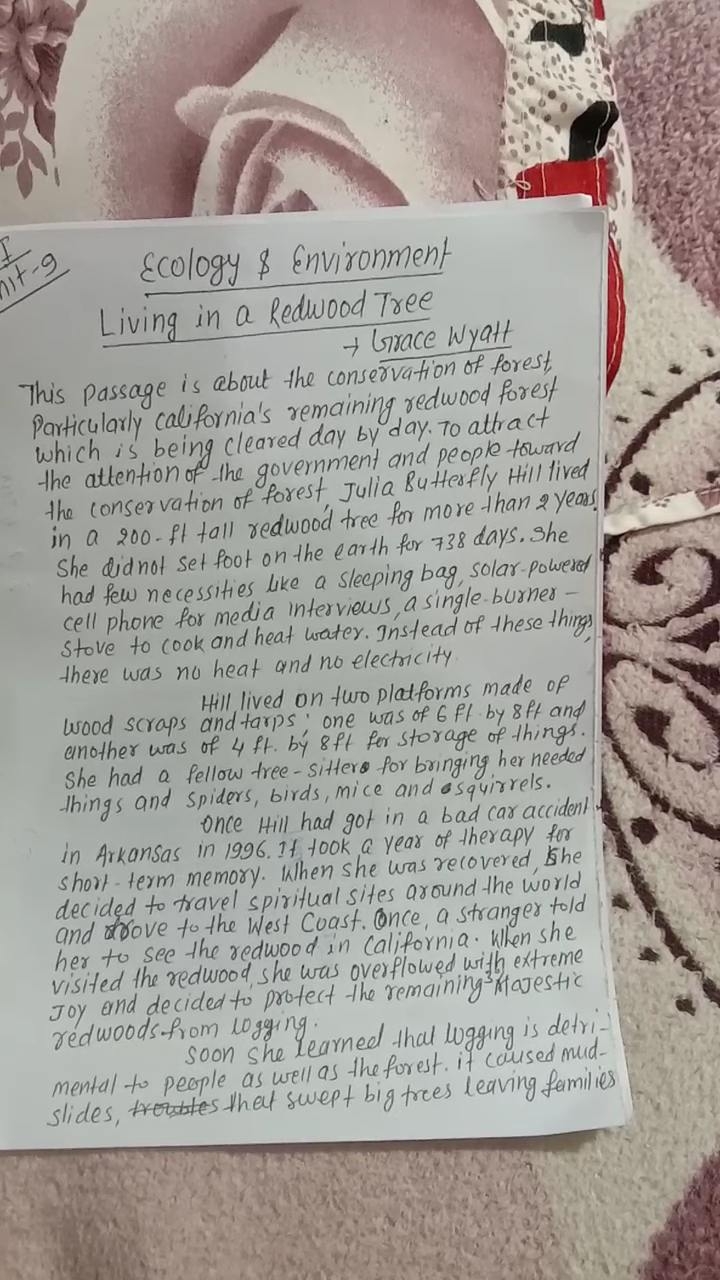 I
nit-9
Ecology & Environment
Living in a Redwood Tree
→ Grace Wyatt
This passage is about the conservation of forest,
Particularly california's remaining redwood forest
which is being cleared day by day. To attract
the attention of the government and people toward
the conservation of forest, Julia Butterfly Hill lived
in a 200-ft tall redwood tree for more than 2 years.
She didnot set foot on the earth for 738 days. She
had few necessities like a sleeping bag, solar-powered
cell phone for media interviews, a single-burner-
stove to cook and heat water. Instead of these things,
there was no heat and no electricity.
Hill lived on two platforms made of
wood scraps and tarps; one was of 6 ft by 8ft and
another was of 4 ft. by 8ft for storage of things.
She had a fellow tree-sitters for bringing her needed
things and spiders, birds, mice and squirrels.
Once Hill had got in a bad car accident
in Arkansas in 1996. It took a year of therapy for
short-term memory. When she was recovered, She
decided to travel spiritual sites around the world
and drove to the West Coast. Once, a stranger told
her to see the redwood in California. When she
visited the redwood, she was overflowed with extreme
Joy and decided to protect the remaining Majestic
redwoods from logging.
Soon she learned that logging is detri-
mental to people as well as the forest. it caused mud-
slides, troubles that swept big trees leaving families